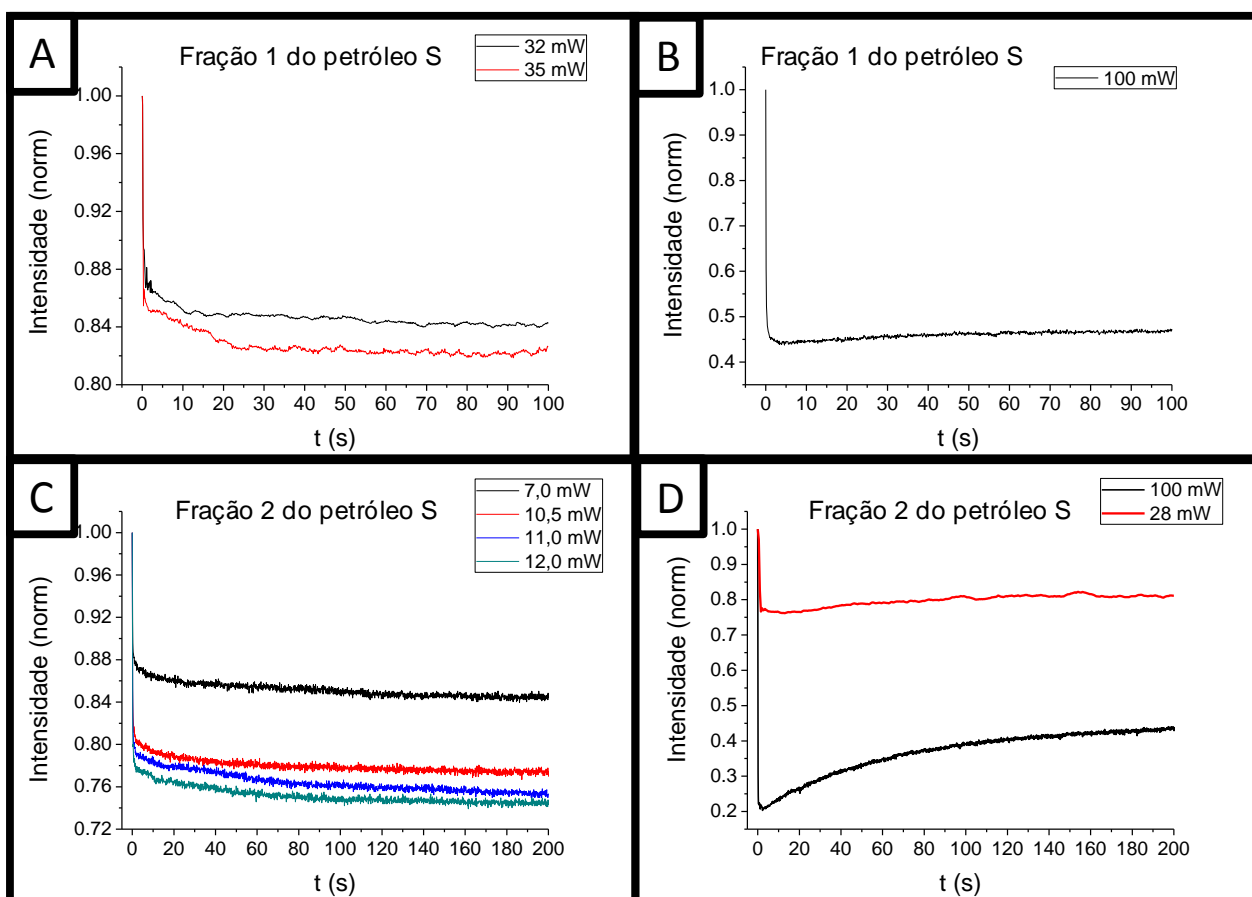 A
Fração 1 do petróleo S
32 mW
35 mW
1.00
0.96
0.92
0.88
0.84
0.80
Intensidade (norm)
0 10 20 30 40 50 60 70 80 90 100
t (s)
B
Fração 1 do petróleo S
100 mW
1.0
0.9
0.8
0.7
0.6
0.5
0.4
Intensidade (norm)
0 10 20 30 40 50 60 70 80 90 100
t (s)
C
Fração 2 do petróleo S
7,0 mW
10,5 mW
11,0 mW
12,0 mW
1.00
0.96
0.92
0.88
0.84
0.80
0.76
0.72
Intensidade (norm)
0 20 40 60 80 100 120 140 160 180 200
t (s)
D
Fração 2 do petróleo S
100 mW
28 mW
1.0
0.9
0.8
0.7
0.6
0.5
0.4
0.3
0.2
Intensidade (norm)
0 20 40 60 80 100 120 140 160 180 200
t (s)